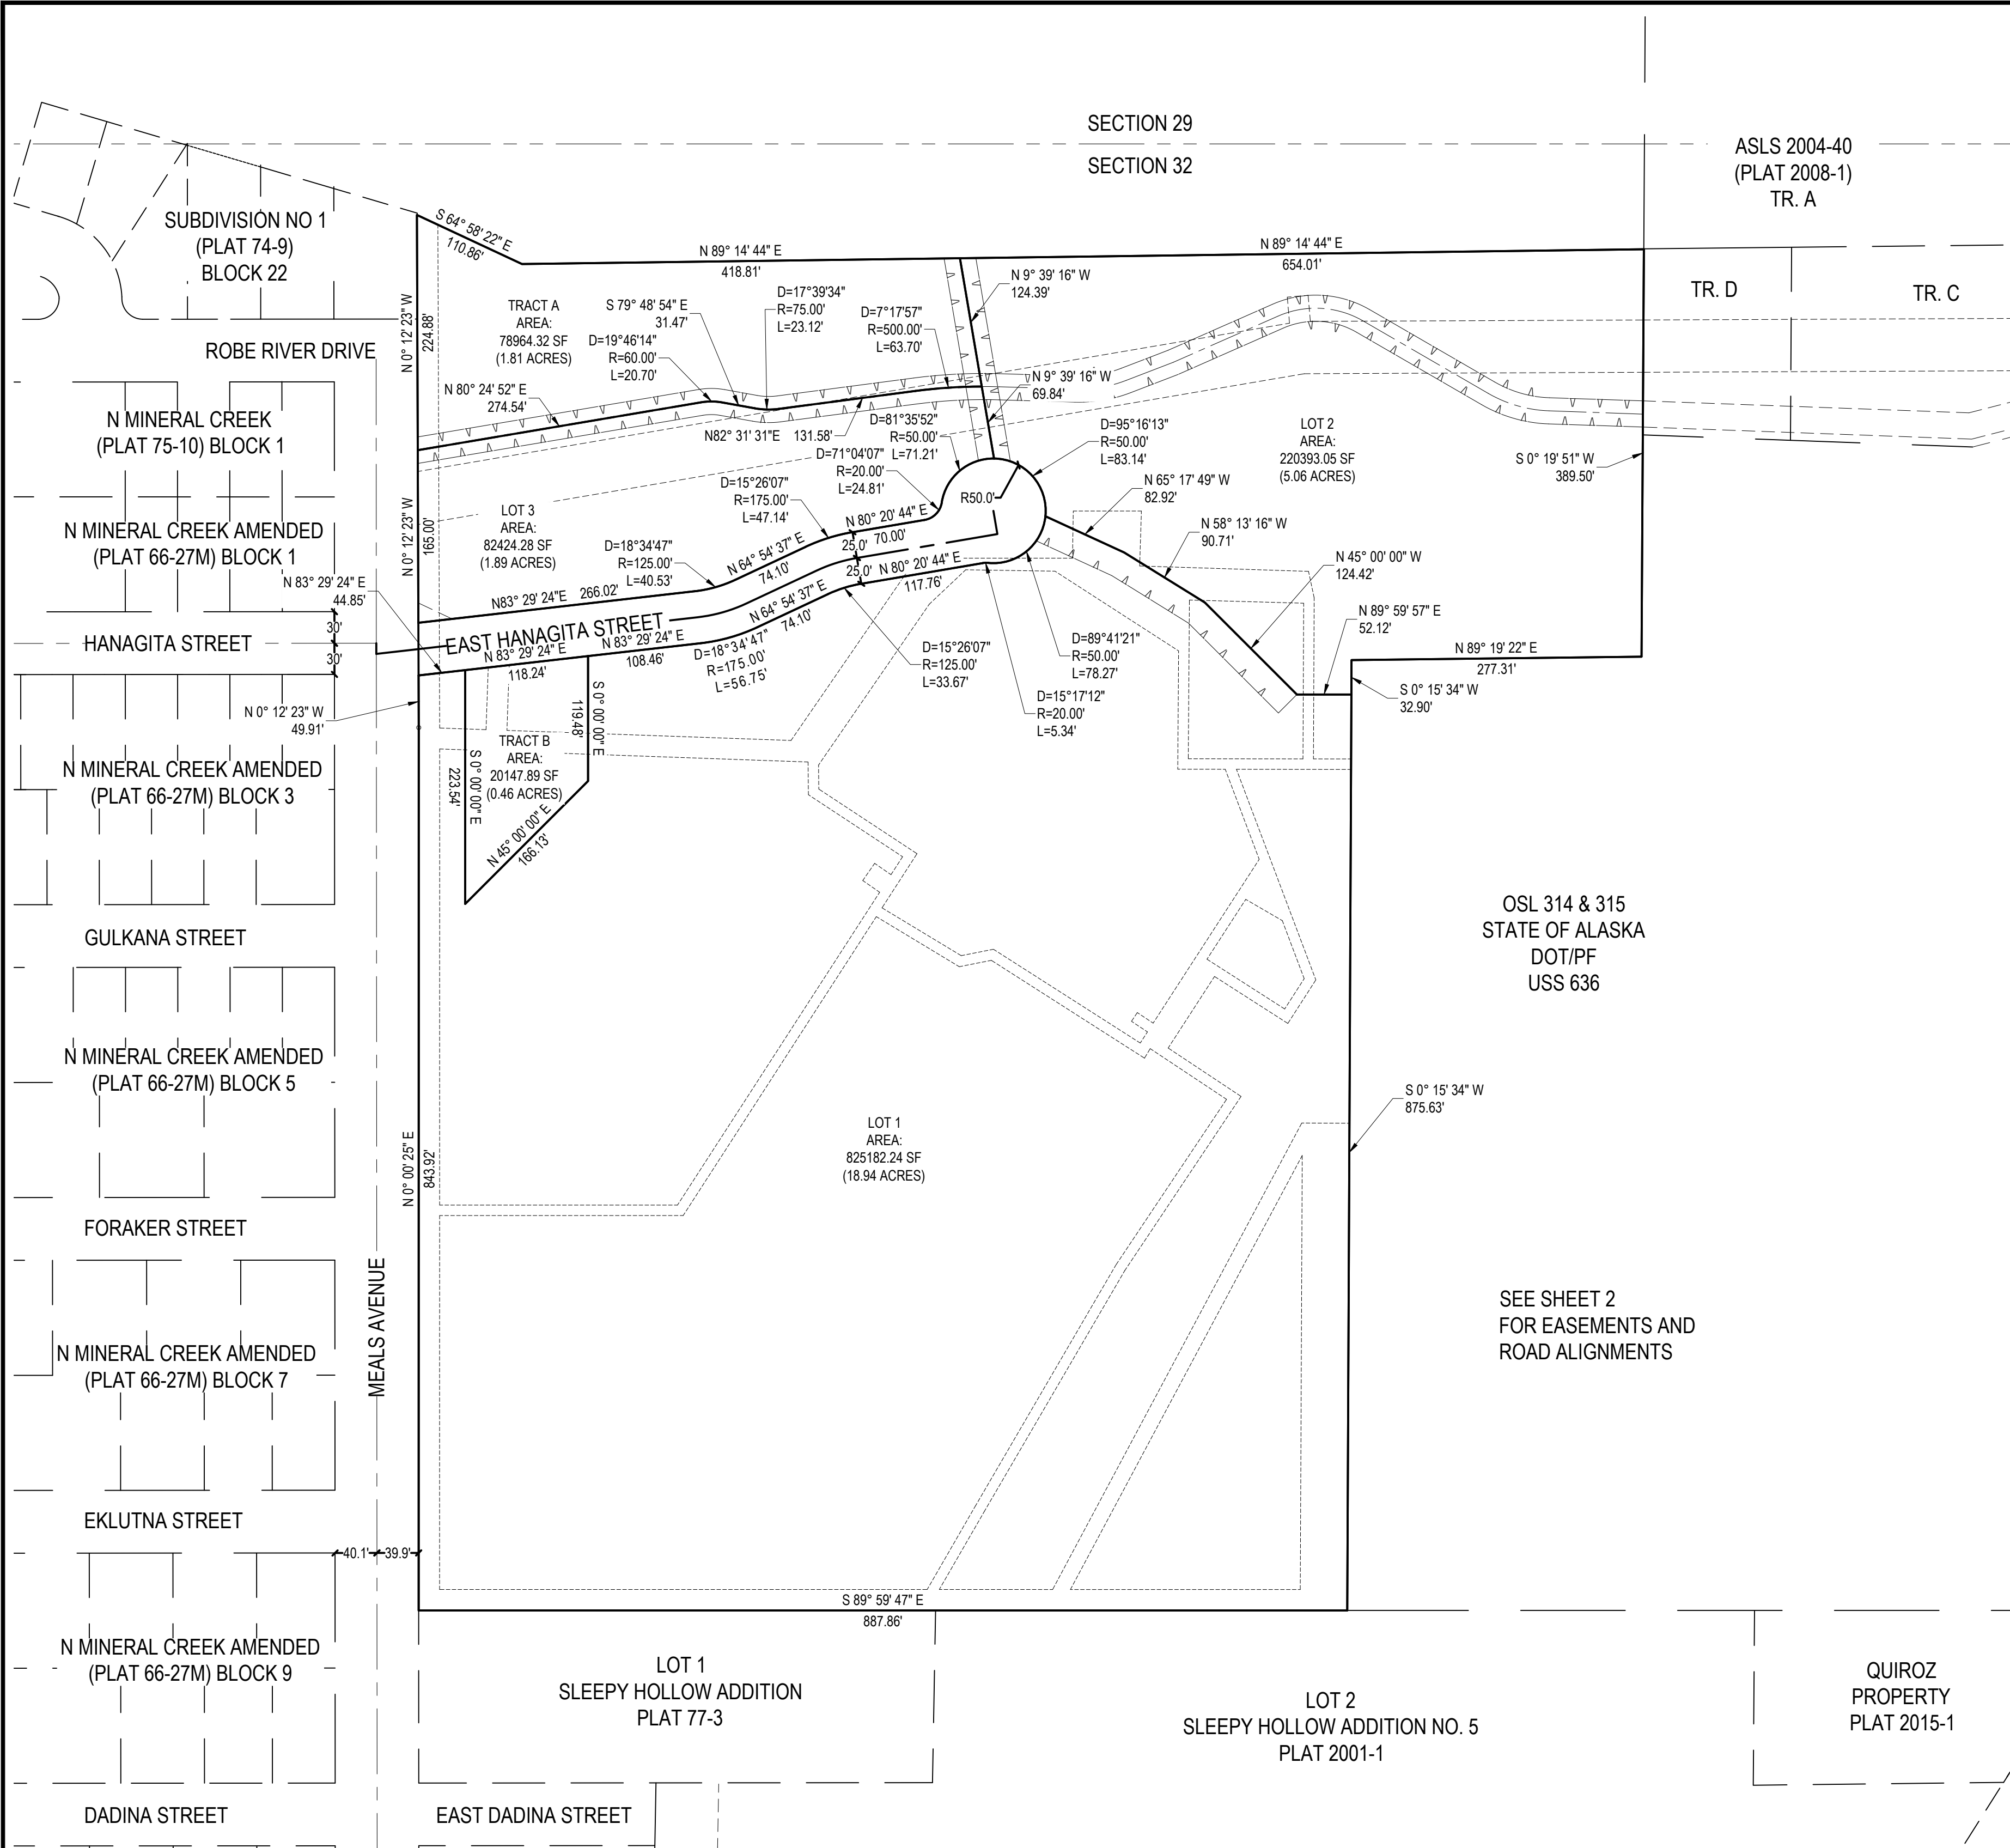 SECTION 29
SECTION 32
ASLS 2004-40
(PLAT 2008-1)
TR. A
SUBDIVISION NO 1
(PLAT 74-9)
BLOCK 22
S 64° 58' 22" E
110.86'
N 89° 14' 44" E
418.81'
N 89° 14' 44" E
654.01'
TR. D
TR. C
N 9° 39' 16" W
124.39'
N 0° 12' 23" W
224.88'
TRACT A
AREA:
78964.32 SF
(1.81 ACRES)
S 79° 48' 54" E
31.47'
D=17°39'34"
R=75.00'
L=23.12'
D=7°17'57"
R=500.00'
L=63.70'
D=19°46'14"
R=60.00'
L=20.70'
ROBE RIVER DRIVE
N 80° 24' 52" E
274.54'
N 9° 39' 16" W
69.84'
N82° 31' 31"E 131.58'
D=81°35'52"
R=50.00'
L=71.21'
D=95°16'13"
R=50.00'
L=83.14'
LOT 2
AREA:
220393.05 SF
(5.06 ACRES)
S 0° 19' 51" W
389.50'
N MINERAL CREEK
(PLAT 75-10) BLOCK 1
D=71°04'07"
R=20.00'
L=24.81'
D=15°26'07"
R=175.00'
L=47.14'
R50.0'
N 65° 17' 49" W
82.92'
N 58° 13' 16" W
90.71'
N 0° 12' 23" W
165.00'
LOT 3
AREA:
82424.28 SF
(1.89 ACRES)
N MINERAL CREEK AMENDED
(PLAT 66-27M) BLOCK 1
D=18°34'47"
R=125.00'
L=40.53'
N 80° 20' 44" E
70.00'
25.0'
25.0'
N 64° 54' 37" E
74.10'
N 80° 20' 44" E
117.76'
N 45° 00' 00" W
124.42'
N 83° 29' 24" E
44.85'
N83° 29' 24"E 266.02'
N 64° 54' 37" E
74.10'
N 89° 59' 57" E
52.12'
30'
HANAGITA STREET
30'
EAST HANAGITA STREET
N 83° 29' 24" E
118.24'
N 83° 29' 24" E
108.46'
D=18°34'47"
R=175.00'
L=56.75'
D=15°26'07"
R=125.00'
L=33.67'
D=89°41'21"
R=50.00'
L=78.27'
D=15°17'12"
R=20.00'
L=5.34'
N 89° 19' 22" E
277.31'
S 0° 15' 34" W
32.90'
N 0° 12' 23" W
49.91'
S 0° 00' 00" E
119.48'
TRACT B
AREA:
20147.89 SF
(0.46 ACRES)
S 0° 00' 00" E
223.54'
N 45° 00' 00" E
166.13'
N MINERAL CREEK AMENDED
(PLAT 66-27M) BLOCK 3
GULKANA STREET
OSL 314 & 315
STATE OF ALASKA
DOT/PF
USS 636
N MINERAL CREEK AMENDED
(PLAT 66-27M) BLOCK 5
S 0° 15' 34" W
875.63'
LOT 1
AREA:
825182.24 SF
(18.94 ACRES)
N 0° 00' 25" E
843.92'
FORAKER STREET
MEALS AVENUE
SEE SHEET 2
FOR EASEMENTS AND
ROAD ALIGNMENTS
N MINERAL CREEK AMENDED
(PLAT 66-27M) BLOCK 7
EKLUTNA STREET
40.1'
39.9'
S 89° 59' 47" E
887.86'
N MINERAL CREEK AMENDED
(PLAT 66-27M) BLOCK 9
LOT 1
SLEEPY HOLLOW ADDITION
PLAT 77-3
LOT 2
SLEEPY HOLLOW ADDITION NO. 5
PLAT 2001-1
QUIROZ
PROPERTY
PLAT 2015-1
DADINA STREET
EAST DADINA STREET